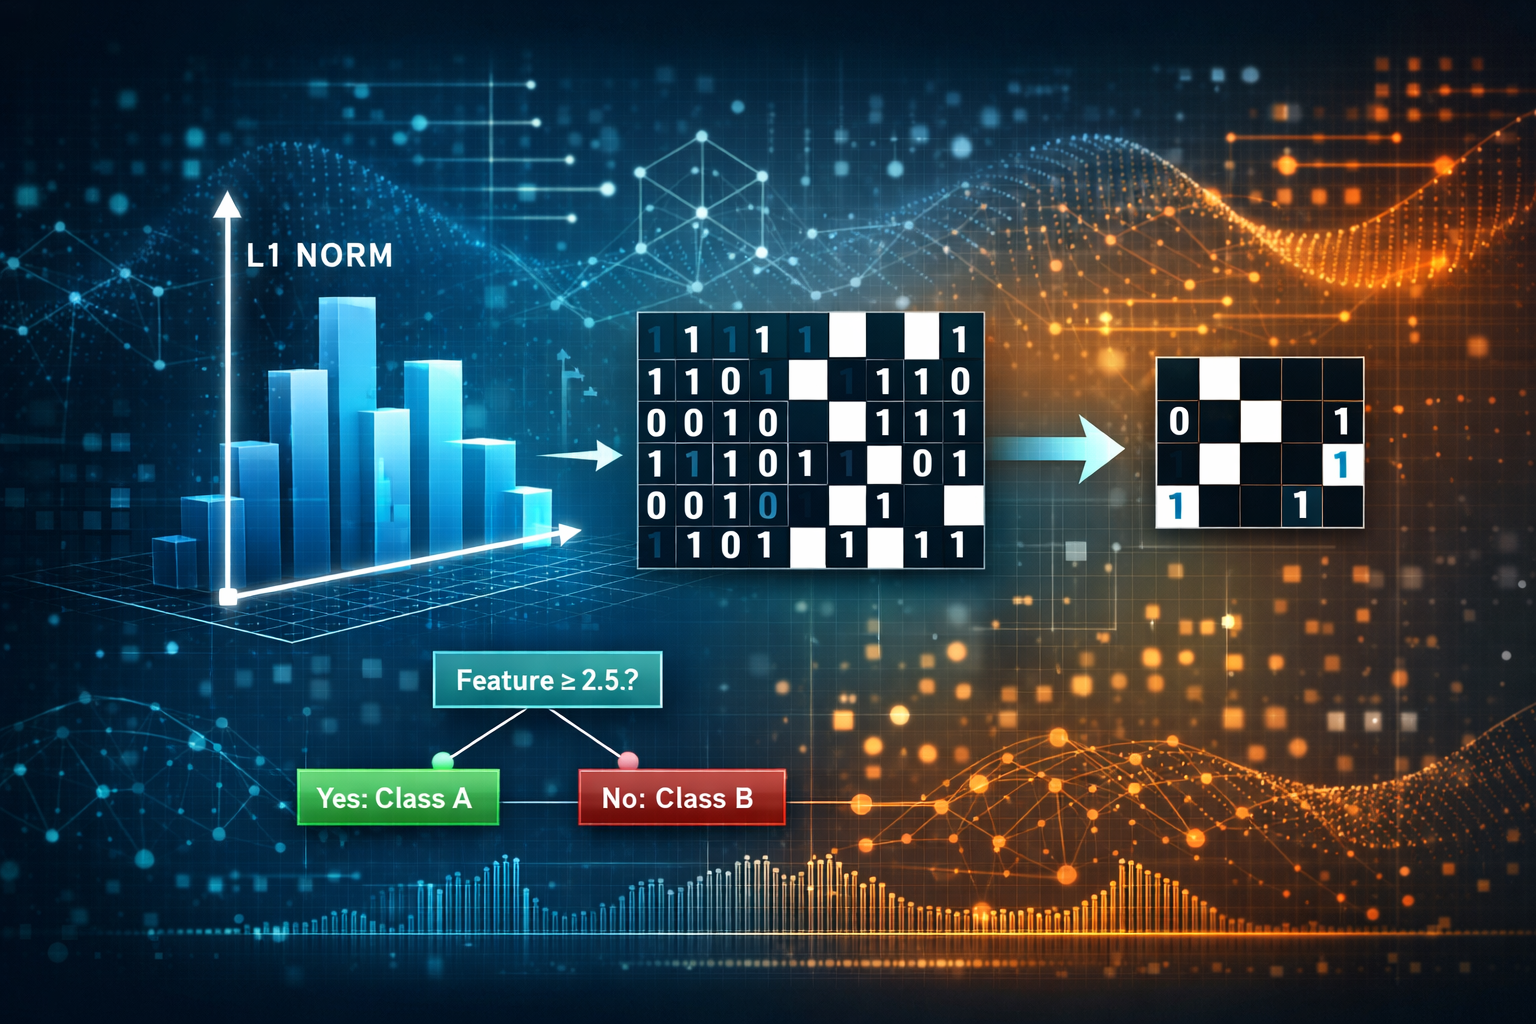 L1 NORM
1 1 1 1 1 1
1 1 0 1 1 1 1 0
0 0 1 0 1 1 1
1 1 1 0 1 1 0 1
0 0 1 0 1
1 1 0 1 1 1 1
0 1
1
1 1
Feature ≥ 2.5.?
Yes: Class A
No: Class B